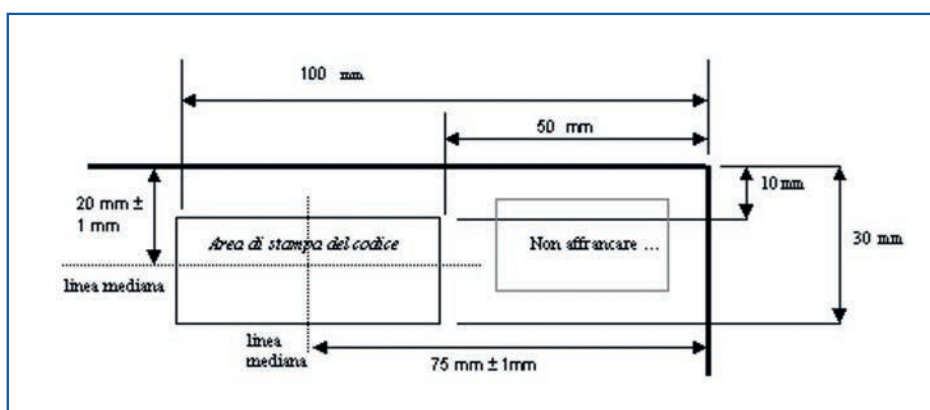 100 mm
50 mm
10 mm
20 mm ±
1 mm
Area di stampa del codice
Non affrancare ...
30 mm
linea mediana
linea
mediana
75 mm ± 1mm